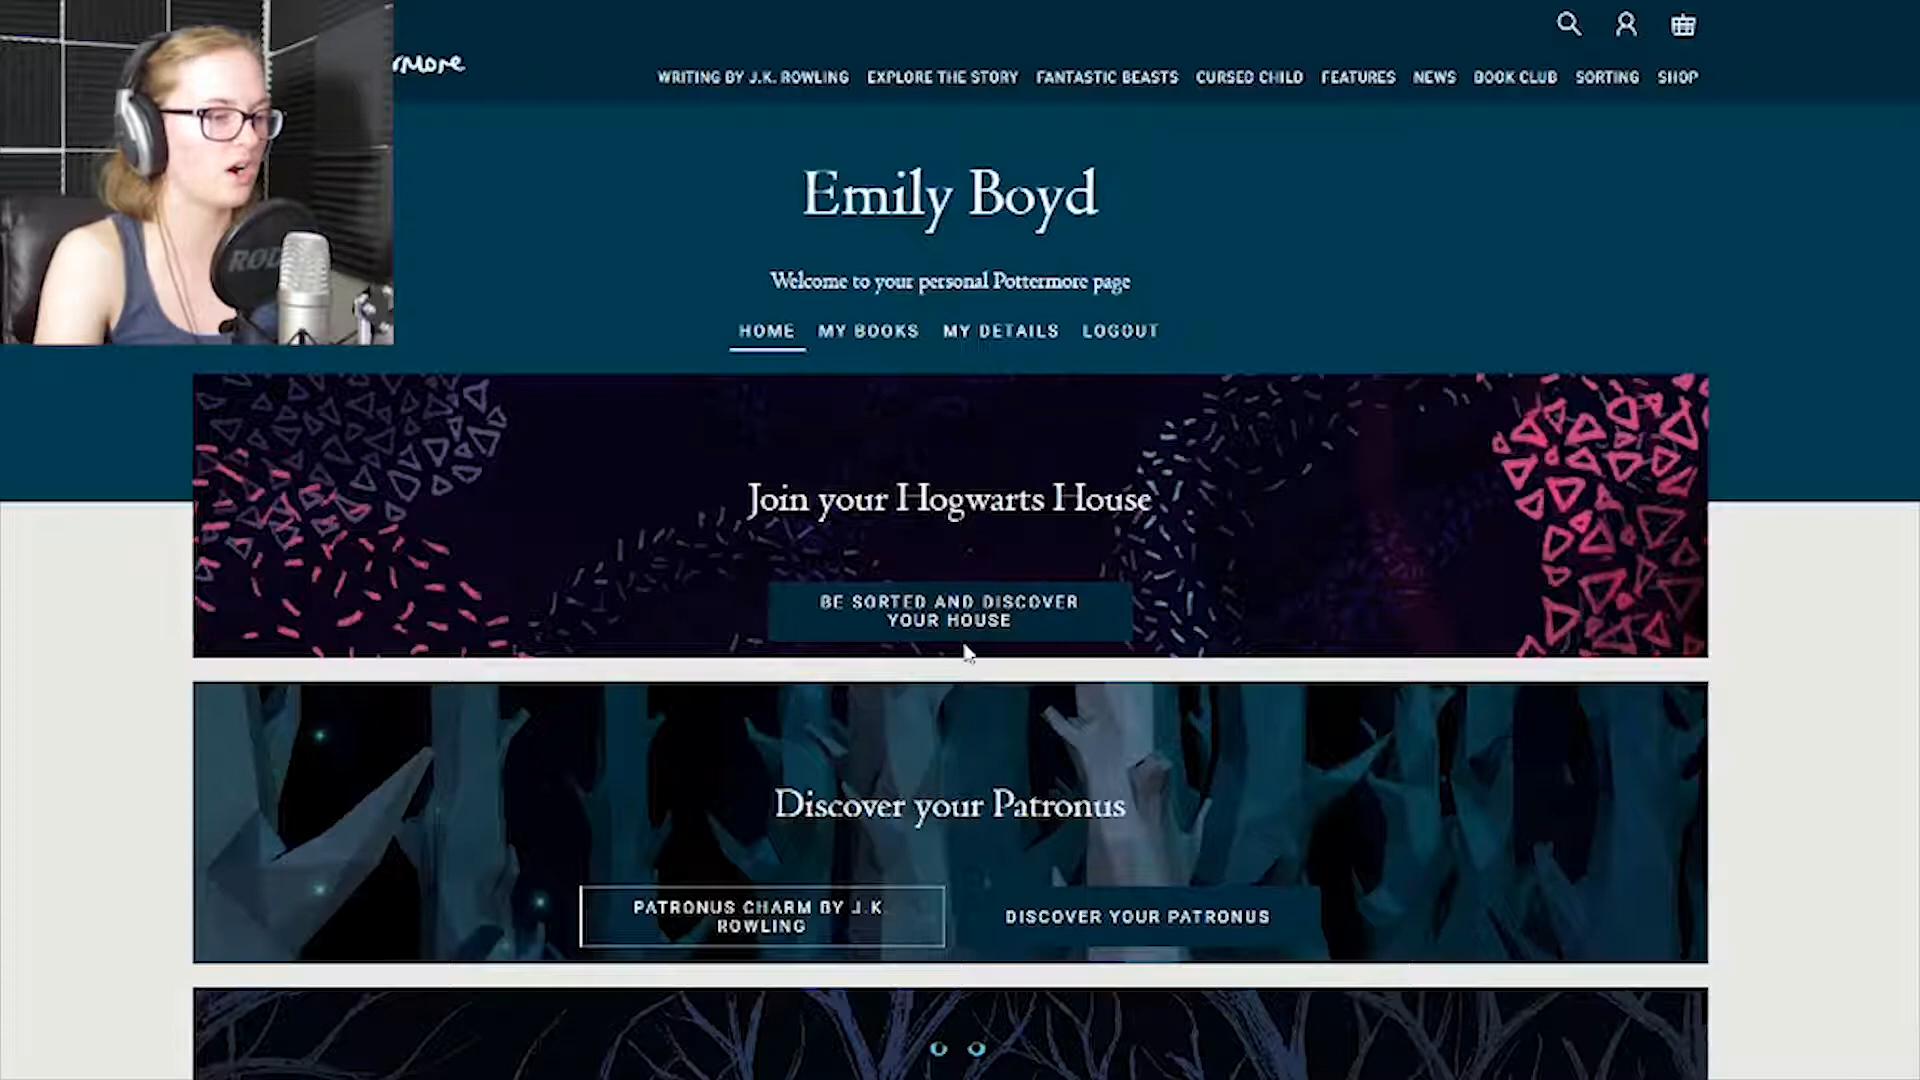 rmore
WRITING BY J.K. ROWLING EXPLORE THE STORY FANTASTIC BEASTS CURSED CHILD FEATURES NEWS BOOK CLUB SORTING SHOP
ROD
Emily Boyd
Welcome to your personal Pottermore page
HOME MY BOOKS MY DETAILS LOGOUT
Join your Hogwarts House
BE SORTED AND DISCOVER
YOUR HOUSE
Discover your Patronus
PATRONUS CHARM BY J.K.
ROWLING
DISCOVER YOUR PATRONUS